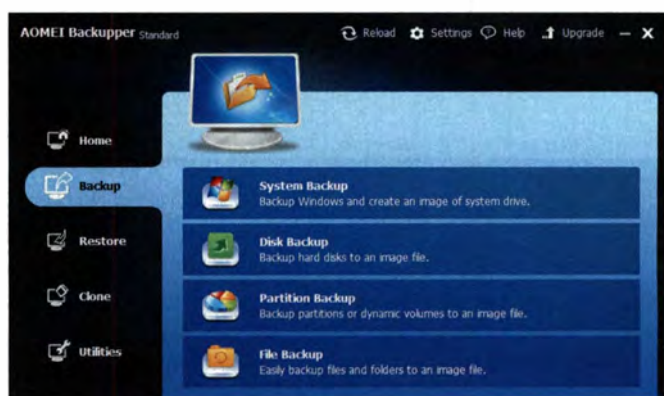 AOMEI Backupper Standard
Reload Settings Help Upgrade
Home
Backup
System Backup
Backup Windows and create an image of system drive.
Restore
Disk Backup
Backup hard disks to an image file.
Clone
Partition Backup
Backup partitions or dynamic volumes to an image file.
Utilities
File Backup
Easily backup files and folders to an image file.